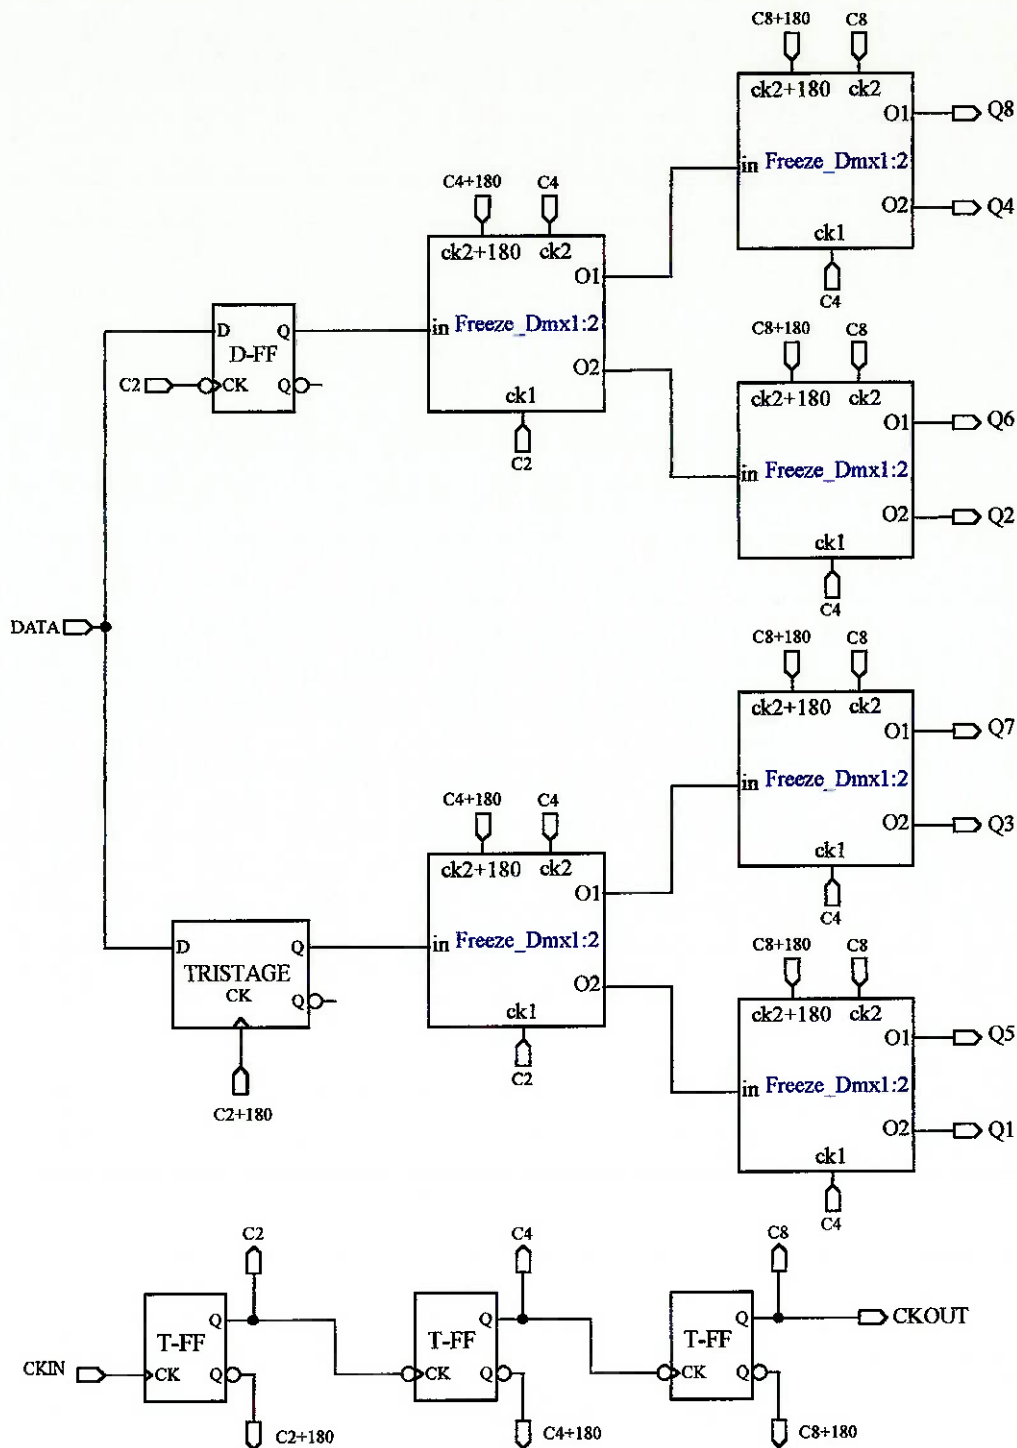 C8+180 C8
ck2+180 ck2
O1 Q8
in Freeze_Dmx1:2
O2 Q4
ck1
C4
C4+180 C4
ck2+180 ck2
O1
in Freeze_Dmx1:2
O2
ck1
C2
D Q
D-FF
C2 CK Q
C8+180 C8
ck2+180 ck2
O1 Q6
in Freeze_Dmx1:2
O2 Q2
ck1
C4
DATA
C8+180 C8
ck2+180 ck2
O1 Q7
in Freeze_Dmx1:2
O2 Q3
ck1
C4
C4+180 C4
ck2+180 ck2
O1
in Freeze_Dmx1:2
O2
ck1
C2
D Q
TRISTAGE
CK Q
C2+180
C8+180 C8
ck2+180 ck2
O1 Q5
in Freeze_Dmx1:2
O2 Q1
ck1
C4
C2 C4 C8
Q Q Q CKOUT
T-FF T-FF T-FF
CKIN CK Q CK Q CK Q
C2+180 C4+180 C8+180